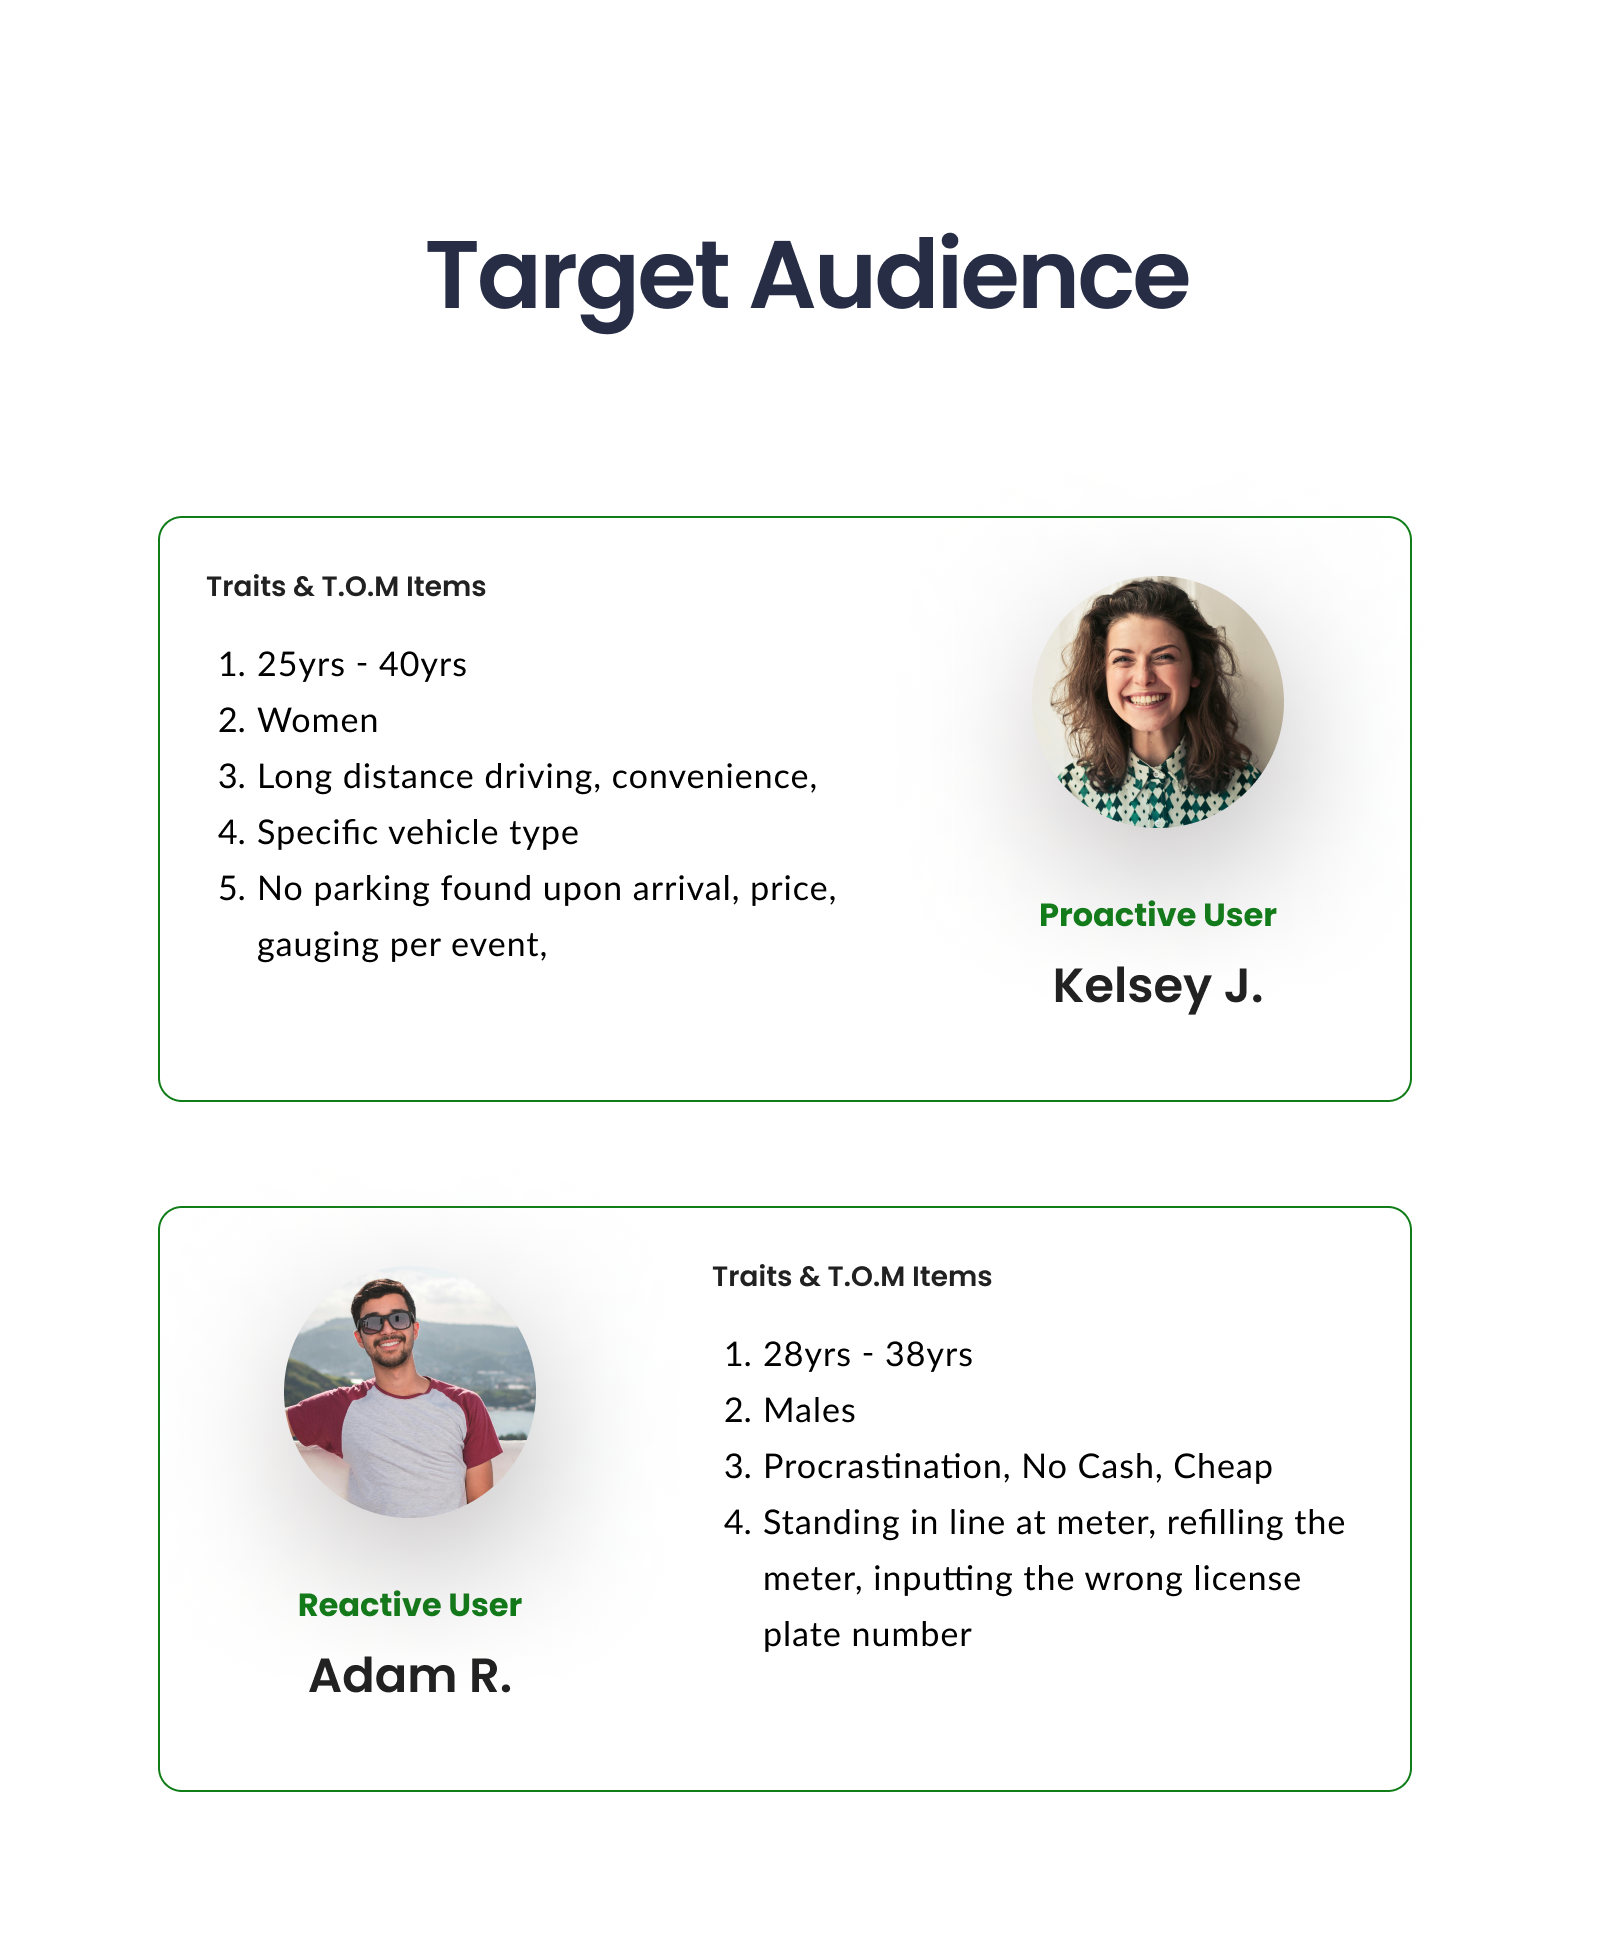 Target Audience
Traits & T.O.M Items
1. 25yrs - 40yrs
2. Women
3. Long distance driving, convenience,
4. Specific vehicle type
5. No parking found upon arrival, price,
gauging per event,
Proactive User
Kelsey J.
Reactive User
Adam R.
Traits & T.O.M Items
1. 28yrs - 38yrs
2. Males
3. Procrastination, No Cash, Cheap
4. Standing in line at meter, refilling the
meter, inputting the wrong license
plate number